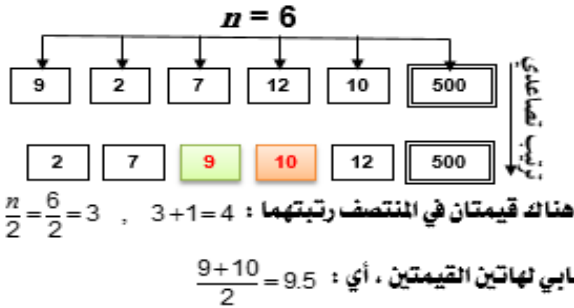 n = 6
9 2 7 12 10 500
ترتيب تصاعدي
2 7 9 10 12 500
هناك قيمتان في المنتصف رتبتهما : n/2 = 6/2 = 3 , 3+1 = 4
ابي لهاتين القيمتين ، أي : (9+10)/2 = 9.5